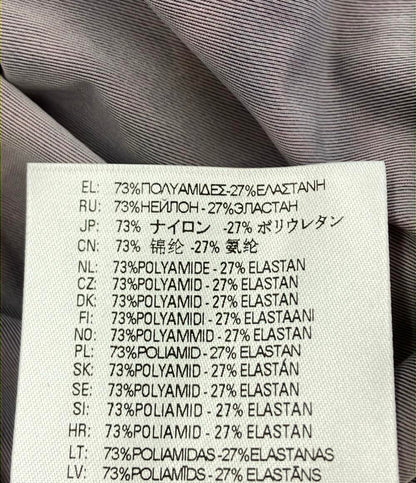 EL: 73%ΠΟΛΥΑΜΙΔΕΣ-27%ΕΛΑΣΤΑΝΗ
RU: 73%НЕЙЛОН - 27%ЭЛАСТАН
JP: 73% ナイロン -27% ポリウレタン
CN: 73% 锦纶 -27% 氨纶
NL: 73%POLYAMIDE - 27% ELASTAN
CZ: 73%POLYAMID - 27% ELASTAN
DK: 73%POLYAMID - 27% ELASTAN
FI: 73%POLYAMIDI - 27% ELASTAANI
NO: 73%POLYAMMID - 27% ELASTAN
PL: 73%POLIAMID - 27% ELASTAN
SK: 73%POLYAMID - 27% ELASTÁN
SE: 73%POLYAMID - 27% ELASTAN
SI: 73%POLIAMID - 27% ELASTAN
HR: 73%POLIAMID - 27% ELASTAN
LT: 73%POLIAMIDAS - 27%ELASTANAS
LV: 73%POLIAMĪDS - 27% ELASTĀNS